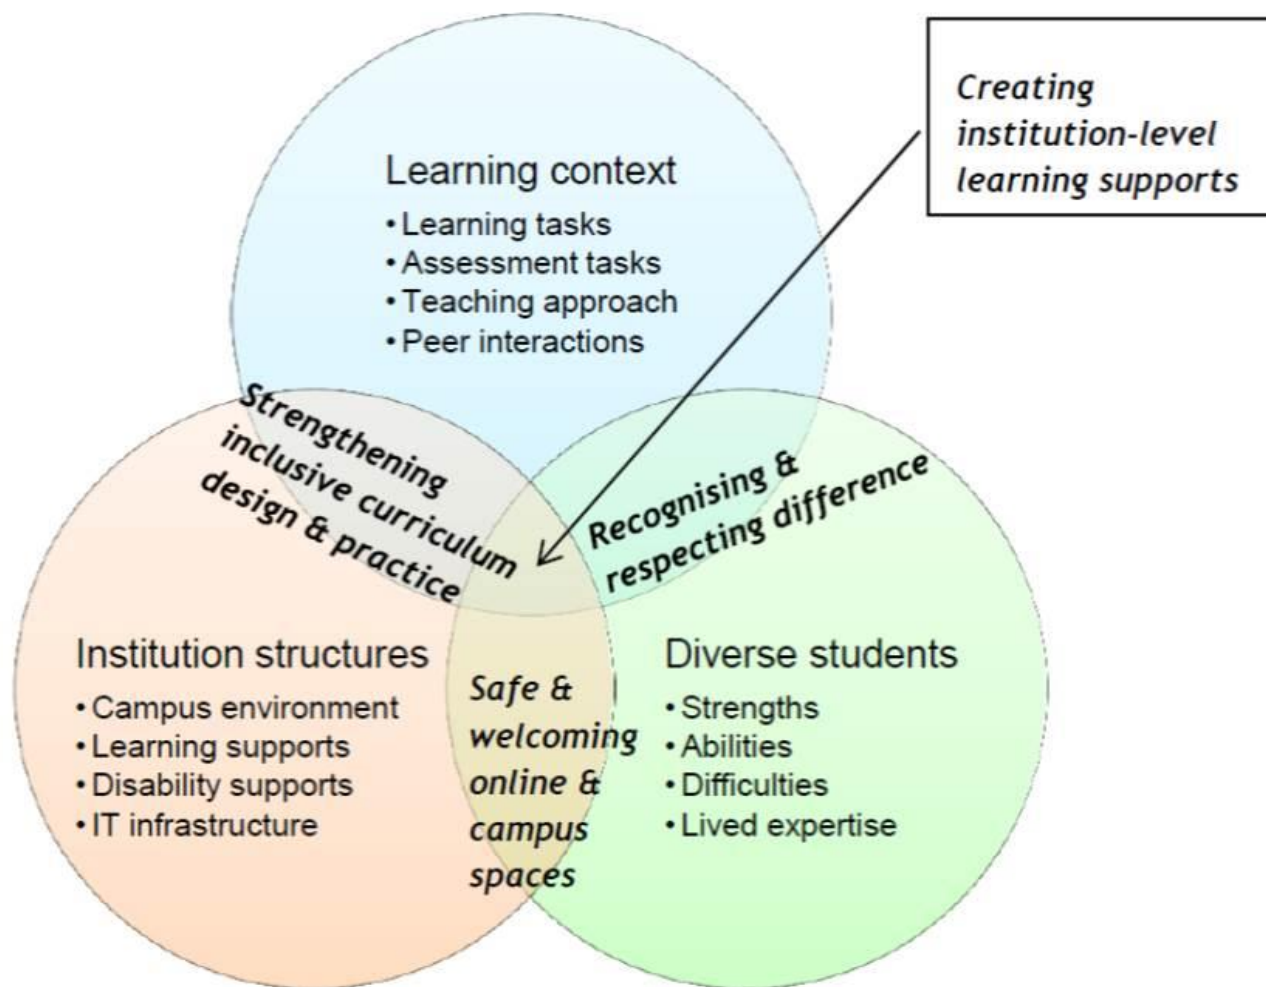 Creating
institution-level
learning supports
Learning context
• Learning tasks
• Assessment tasks
• Teaching approach
• Peer interactions
Strengthening
inclusive curriculum
design & practice
Recognising &
respecting difference
Institution structures
• Campus environment
• Learning supports
• Disability supports
• IT infrastructure
Safe &
welcoming
online &
campus
spaces
Diverse students
• Strengths
• Abilities
• Difficulties
• Lived expertise